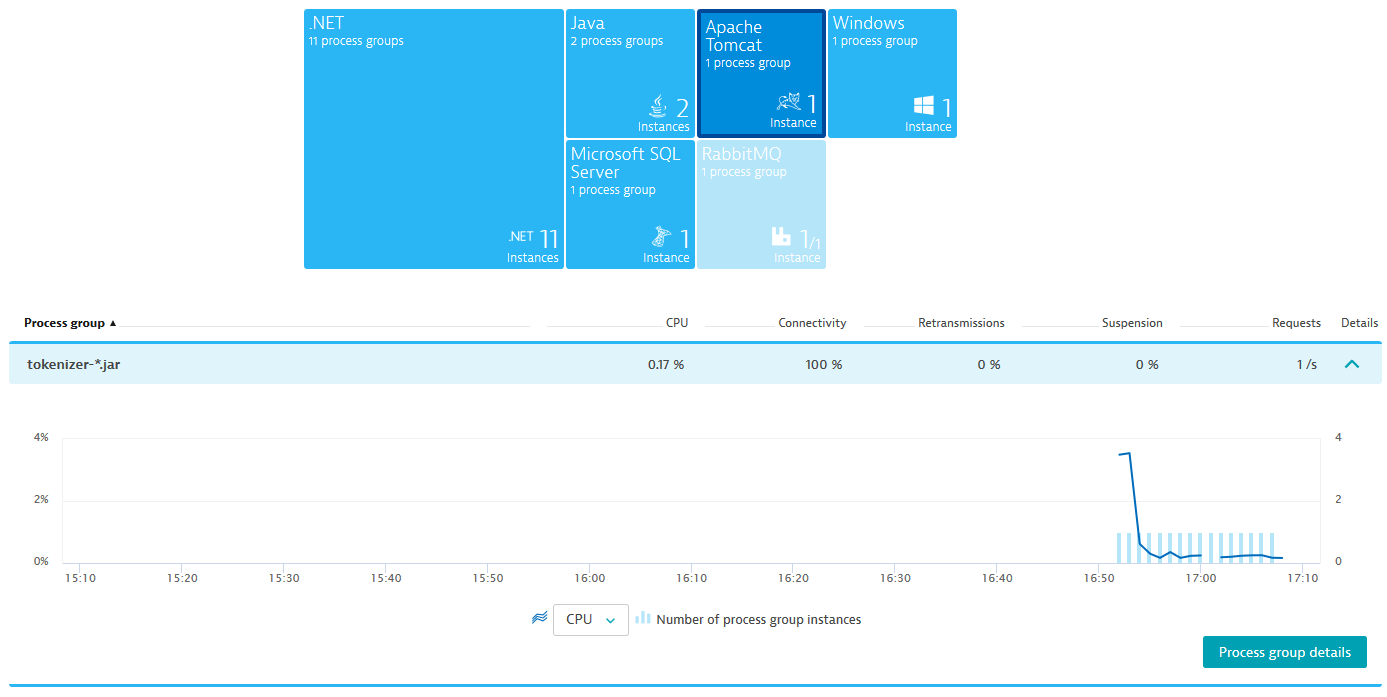 .NET
11 process groups
.NET 11
Instances
Java
2 process groups
2
Instances
Apache
Tomcat
1 process group
1
Instance
Windows
1 process group
1
Instance
Microsoft SQL
Server
1 process group
1
Instance
RabbitMQ
1 process group
1/1
Instance
Process group ▲ CPU Connectivity Retransmissions Suspension Requests Details
tokenizer-*.jar 0.17 % 100 % 0 % 0 % 1 /s
4% 4
2% 2
0% 0
15:10 15:20 15:30 15:40 15:50 16:00 16:10 16:20 16:30 16:40 16:50 17:00 17:10
CPU Number of process group instances
Process group details